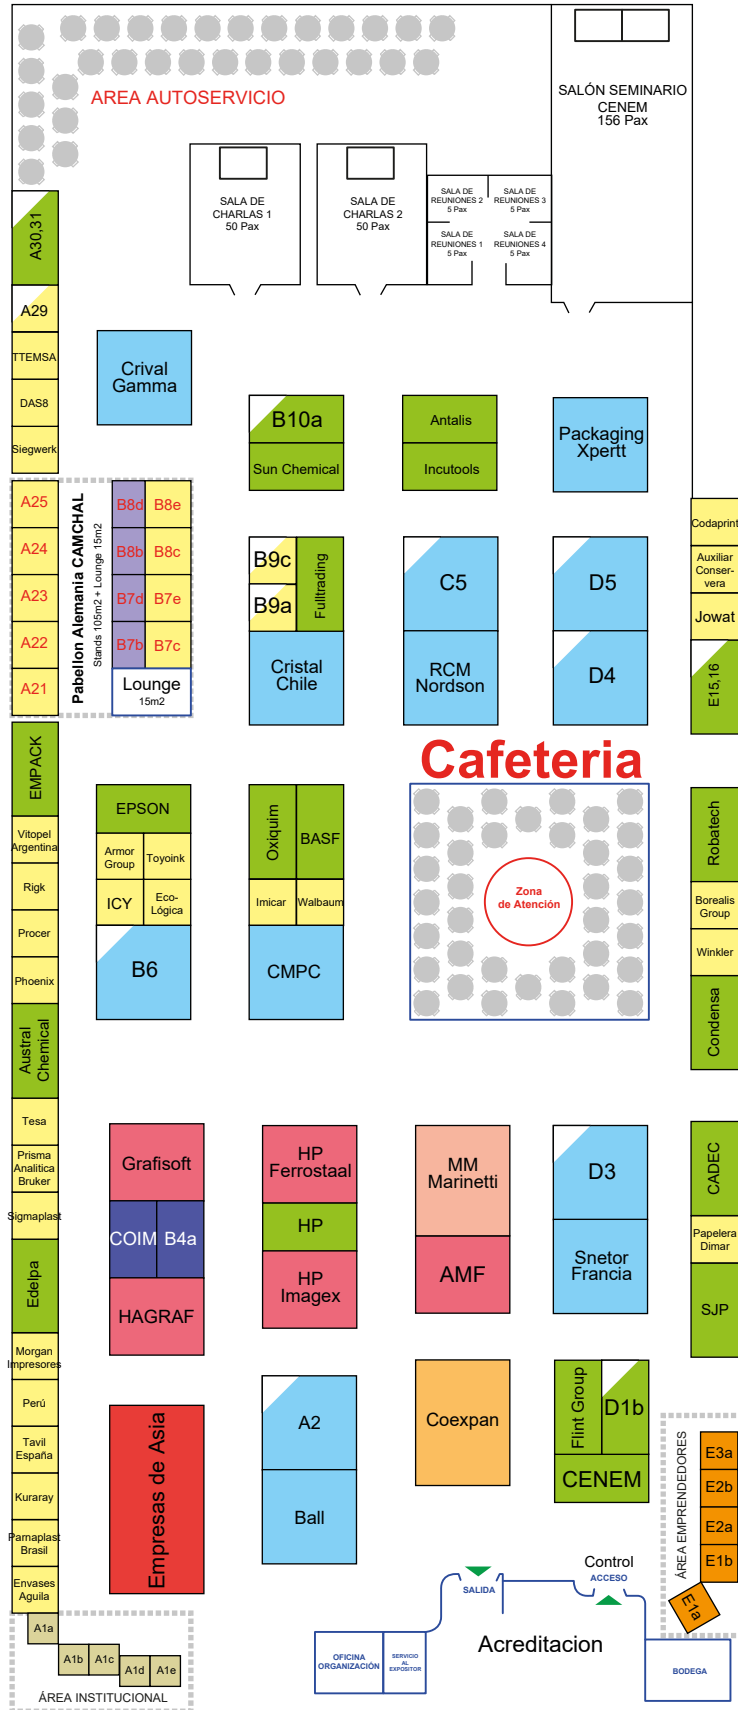 AREA AUTOSERVICIO
SALÓN SEMINARIO
CENEM
156 Pax
SALA DE
CHARLAS 1
50 Pax
SALA DE
CHARLAS 2
50 Pax
SALA DE
REUNIONES 2
5 Pax
SALA DE
REUNIONES 3
5 Pax
SALA DE
REUNIONES 1
5 Pax
SALA DE
REUNIONES 4
5 Pax
A30,31
A29
TTEMSA
DAS8
Siegwerk
Crival
Gamma
B10a
Sun Chemical
Antalis
Incutools
Packaging
Xpertt
A25
A24
A23
A22
A21
Pabellon Alemania CAMCHAL
Stands 105m2 + Lounge 15m2
B8d
B8e
B8b
B8c
B7d
B7e
B7b
B7c
Lounge
15m2
B9c
B9a
Fulltrading
Cristal
Chile
C5
RCM
Nordson
D5
D4
Codaprint
Auxiliar
Conser-
vera
Jowat
E15,16
Cafeteria
Zona
de Atención
EMPACK
Vitopel
Argentina
Rigk
Procer
Phoenix
Austral
Chemical
Tesa
Prisma
Analitica
Bruker
Sigmaplast
Edelpa
Morgan
Impresores
Perú
Tavil
España
Kuraray
Parnaplast
Brasil
Envases
Aguila
EPSON
Armor
Group
Toyoink
ICY
Eco-
Lógica
B6
Oxiquim
BASF
Imicar
Walbaum
CMPC
Robatech
Borealis
Group
Winkler
Condensa
Grafisoft
COIM
B4a
HAGRAF
HP
Ferrostaal
HP
HP
Imagex
MM
Marinetti
AMF
D3
Snetor
Francia
CADEC
Papelera
Dimar
SJP
Empresas de Asia
A2
Ball
Coexpan
Flint Group
D1b
CENEM
ÁREA EMPRENDEDORES
E3a
E2b
E2a
E1b
E1a
A1a
A1b
A1c
A1d
A1e
ÁREA INSTITUCIONAL
SALIDA
Control
ACCESO
Acreditacion
OFICINA
ORGANIZACIÓN
SERVICIO
AL
EXPOSITOR
BODEGA